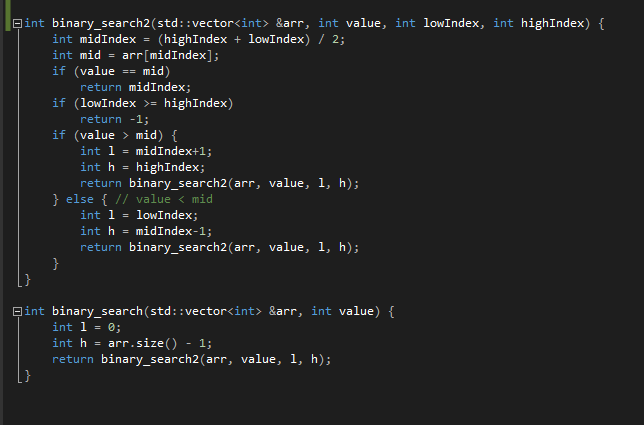 int binary_search2(std::vector<int> &arr, int value, int lowIndex, int highIndex) {
    int midIndex = (highIndex + lowIndex) / 2;
    int mid = arr[midIndex];
    if (value == mid)
        return midIndex;
    if (lowIndex >= highIndex)
        return -1;
    if (value > mid) {
        int l = midIndex+1;
        int h = highIndex;
        return binary_search2(arr, value, l, h);
    } else { // value < mid
        int l = lowIndex;
        int h = midIndex-1;
        return binary_search2(arr, value, l, h);
    }
}
int binary_search(std::vector<int> &arr, int value) {
    int l = 0;
    int h = arr.size() - 1;
    return binary_search2(arr, value, l, h);
}